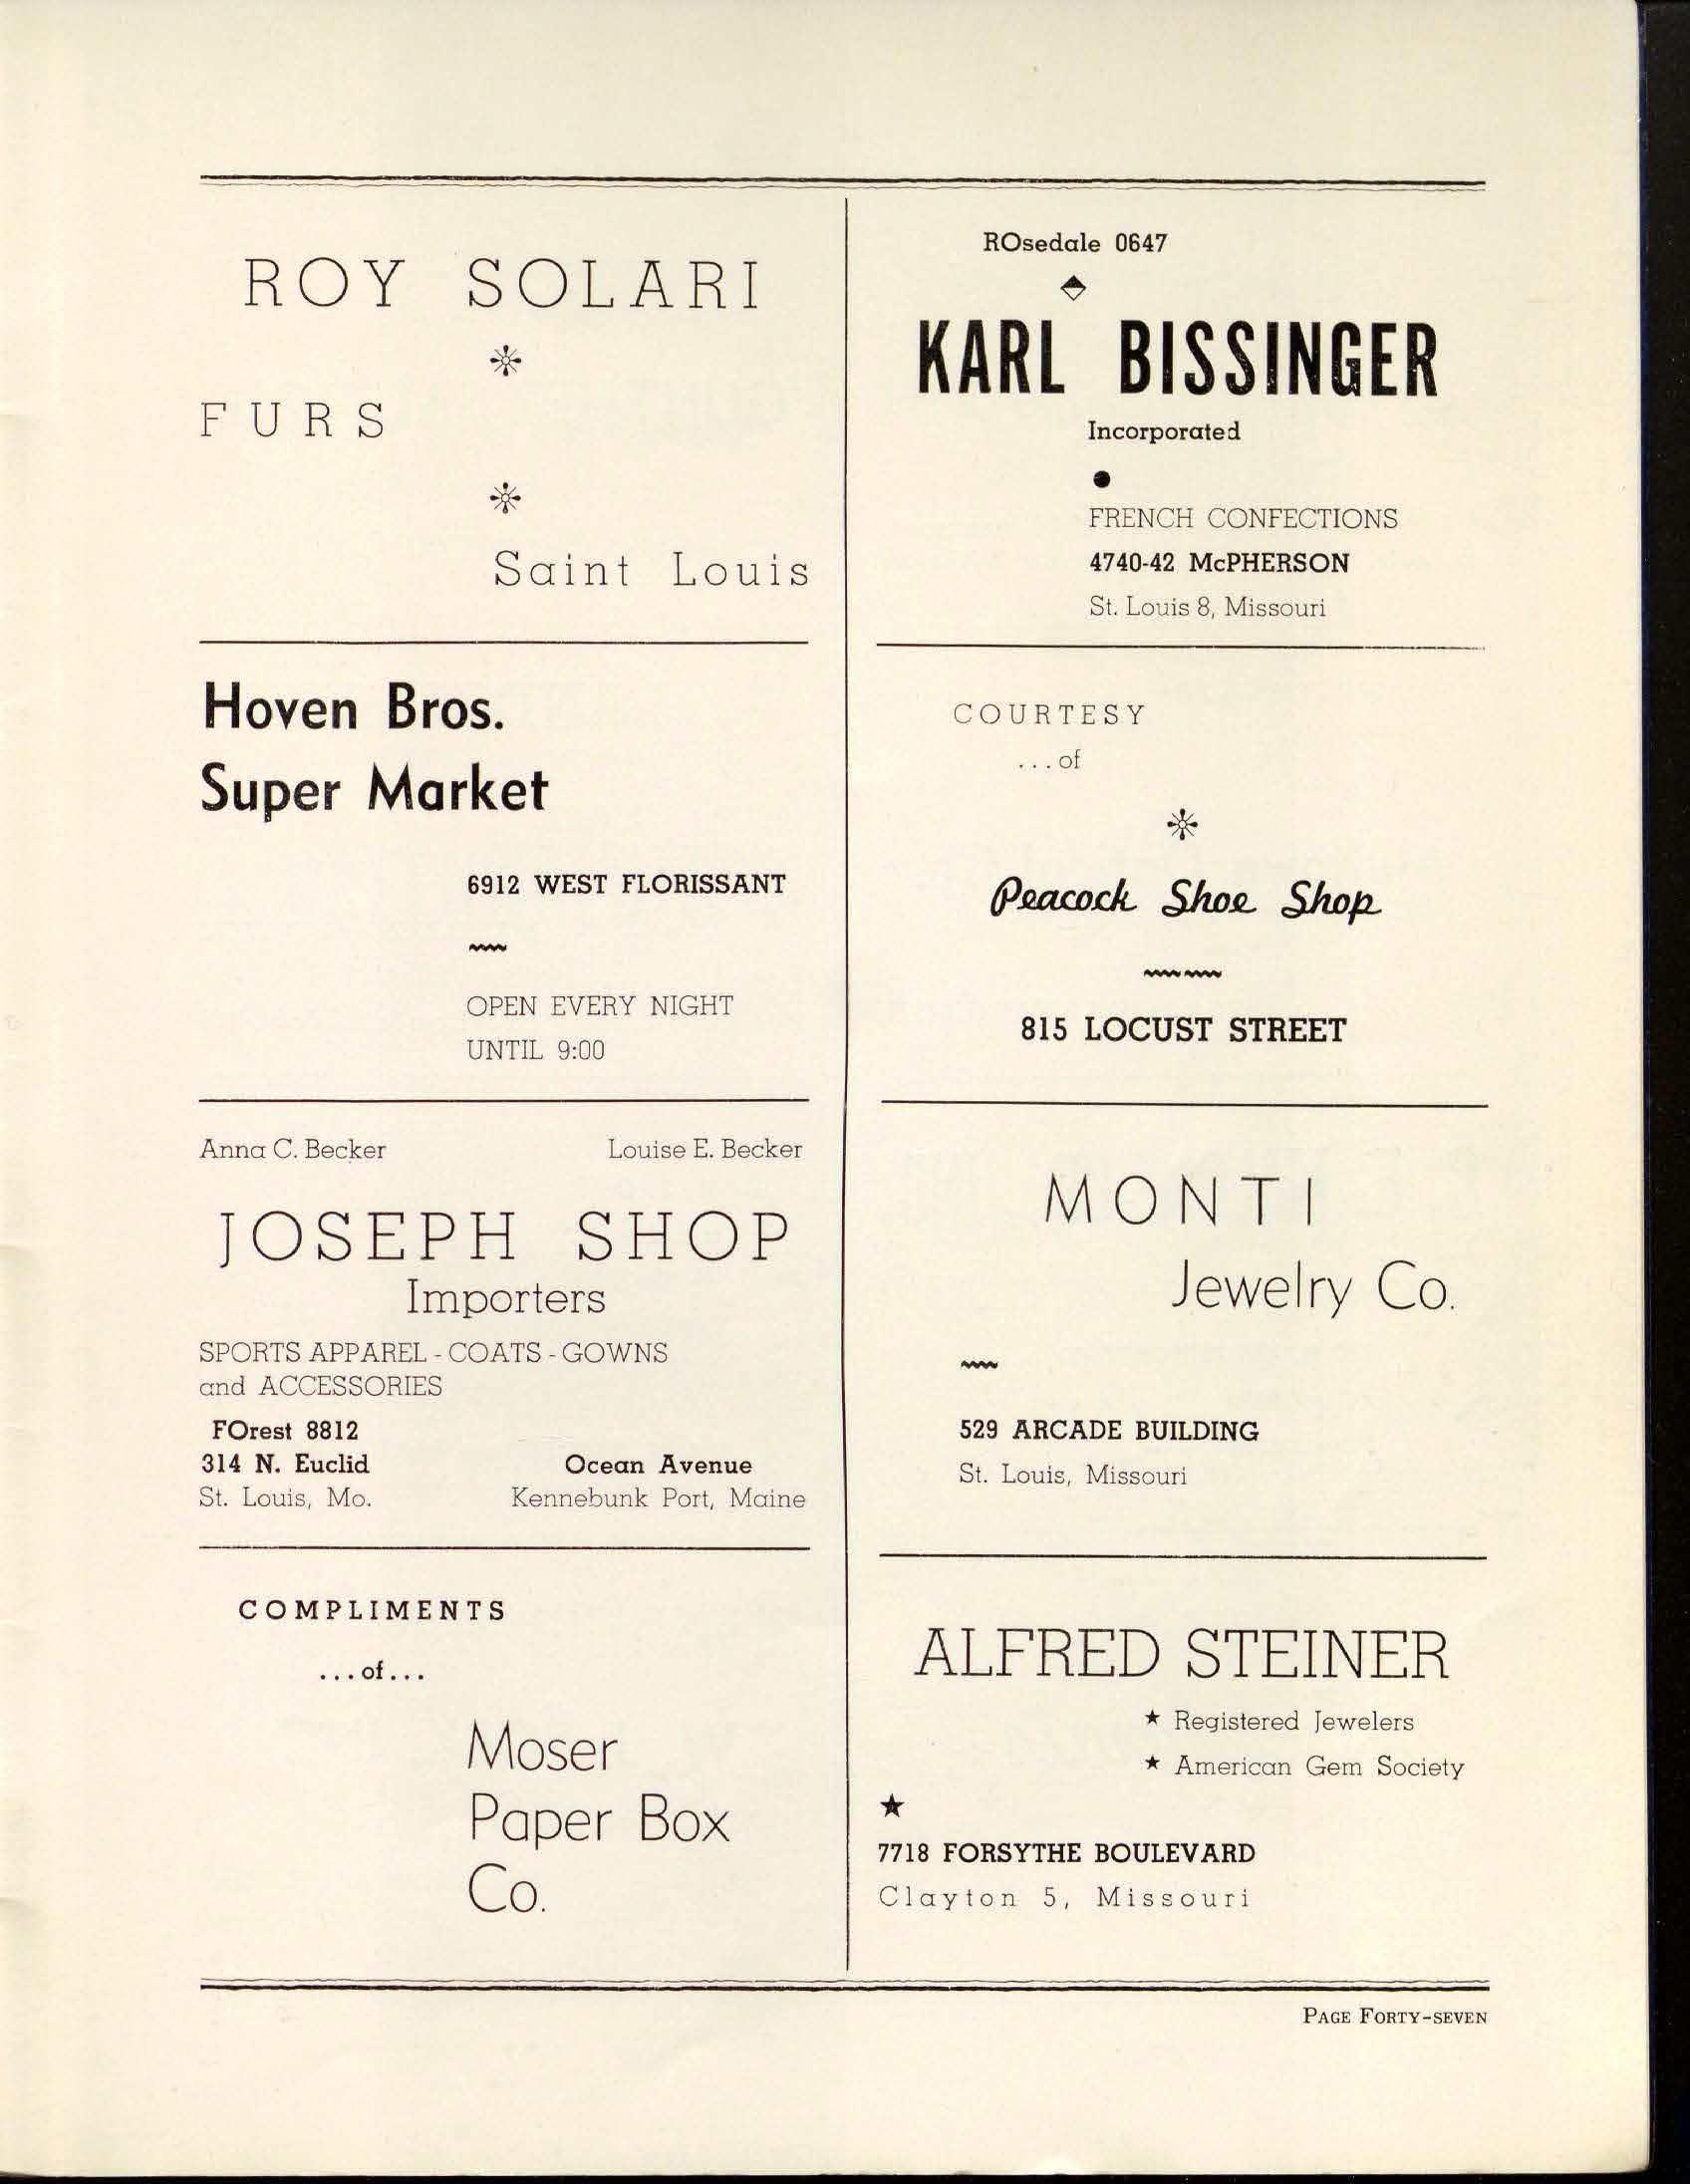 ROY SOLARI
FURS
Saint Louis
Hoven Bros.
Super Market
6912 WEST FLORISSANT
OPEN EVERY NIGHT
UNTIL 9:00
Anna C. Becker Louise E. Becker
JOSEPH SHOP
Importers
SPORTS APPAREL - COATS - GOWNS
and ACCESSORIES
FOrest 8812
314 N. Euclid Ocean Avenue
St. Louis, Mo. Kennebunk Port, Maine
COMPLIMENTS
...of...
Moser
Paper Box
Co.
ROsedale 0647
KARL BISSINGER
Incorporated
FRENCH CONFECTIONS
4740-42 McPHERSON
St. Louis 8, Missouri
COURTESY
...of
Peacock Shoe Shop
815 LOCUST STREET
MONTI
Jewelry Co.
529 ARCADE BUILDING
St. Louis, Missouri
ALFRED STEINER
★ Registered Jewelers
★ American Gem Society
★
7718 FORSYTHE BOULEVARD
Clayton 5, Missouri
PAGE FORTY-SEVEN